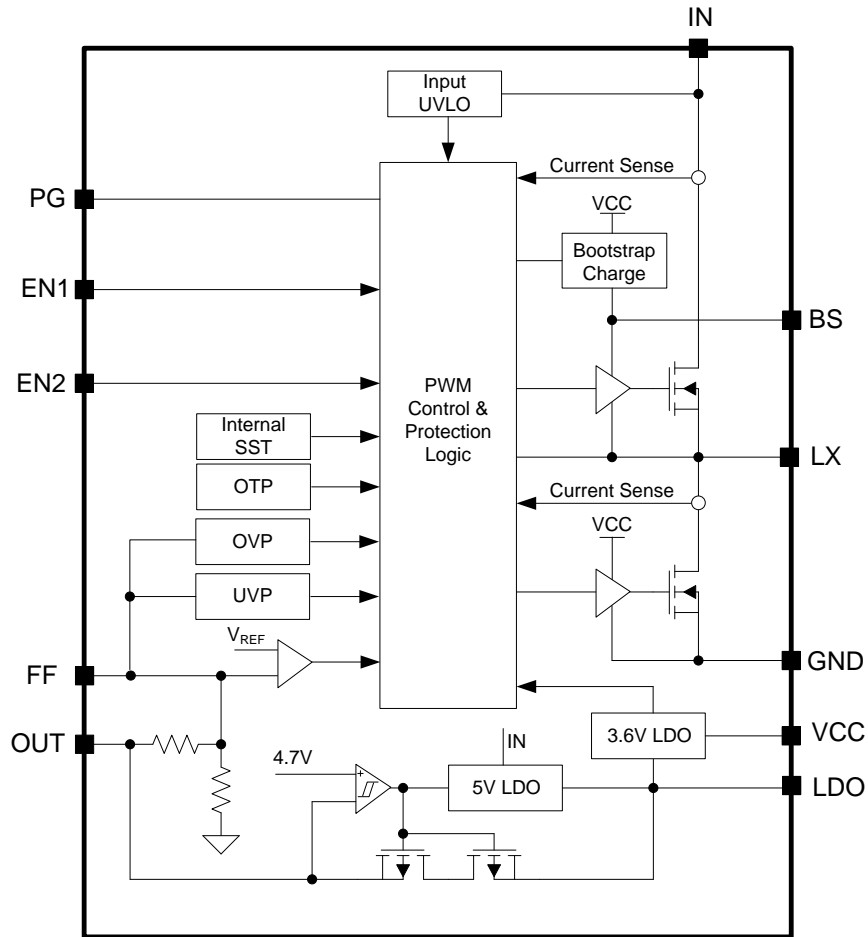 IN
Input
UVLO
Current Sense
PG
VCC
Bootstrap
Charge
EN1
BS
EN2
PWM
Control &
Protection
Logic
Internal
SST
LX
OTP
Current Sense
VCC
OVP
UVP
VREF
FF
GND
OUT
3.6V LDO
VCC
IN
4.7V
+
5V LDO
LDO